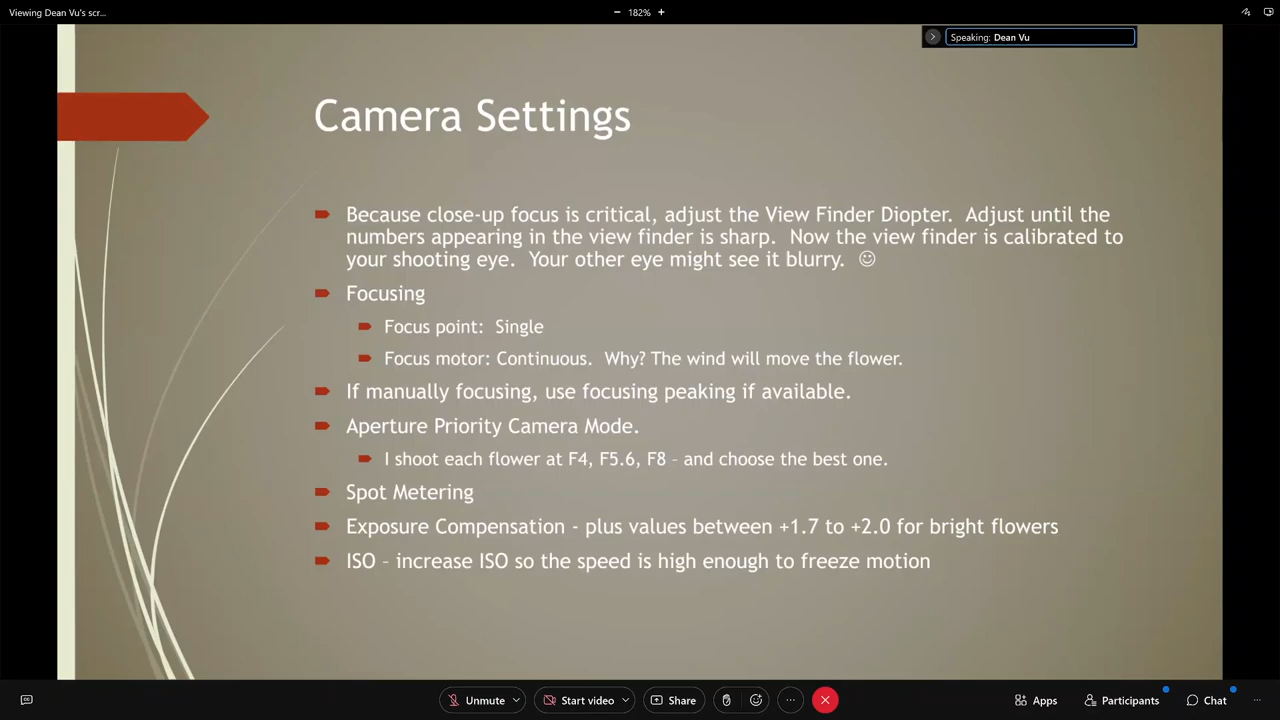 Viewing Dean Vu's scr...
182%
Speaking: Dean Vu
Camera Settings
Because close-up focus is critical, adjust the View Finder Diopter.  Adjust until the
numbers appearing in the view finder is sharp.  Now the view finder is calibrated to
your shooting eye.  Your other eye might see it blurry.  ☺
Focusing
Focus point:  Single
Focus motor: Continuous.  Why? The wind will move the flower.
If manually focusing, use focusing peaking if available.
Aperture Priority Camera Mode.
I shoot each flower at F4, F5.6, F8 – and choose the best one.
Spot Metering
Exposure Compensation - plus values between +1.7 to +2.0 for bright flowers
ISO – increase ISO so the speed is high enough to freeze motion
Unmute
Start video
Share
Apps
Participants
Chat